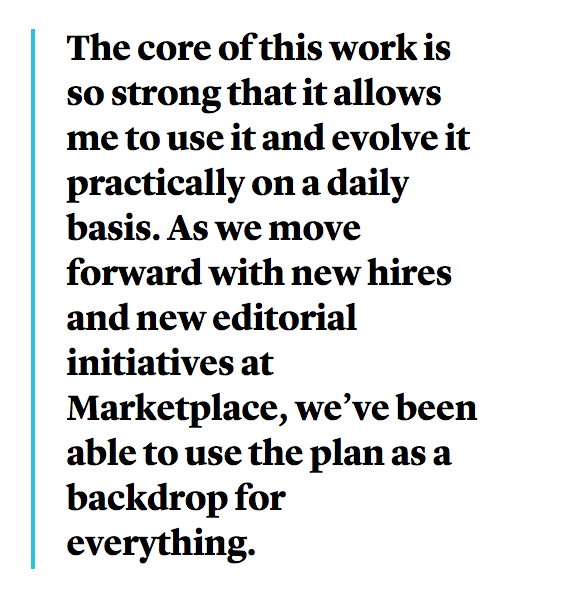 The core of this work is
so strong that it allows
me to use it and evolve it
practically on a daily
basis. As we move
forward with new hires
and new editorial
initiatives at
Marketplace, we’ve been
able to use the plan as a
backdrop for
everything.